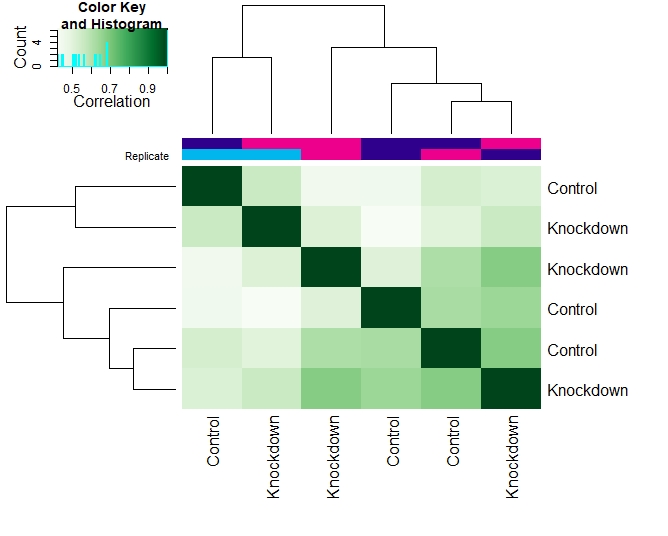 Color Key
and Histogram
Count
0 4
0.5 0.7 0.9
Correlation
Replicate
Control
Knockdown
Knockdown
Control
Control
Knockdown
Control Knockdown Knockdown Control Control Knockdown